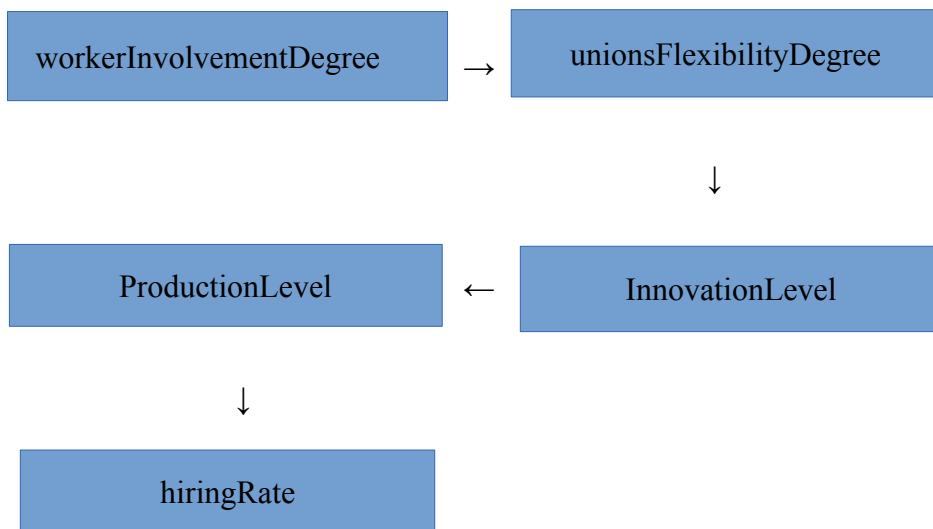 workerInvolvementDegree
→
unionsFlexibilityDegree
↓
ProductionLevel
←
InnovationLevel
↓
hiringRate